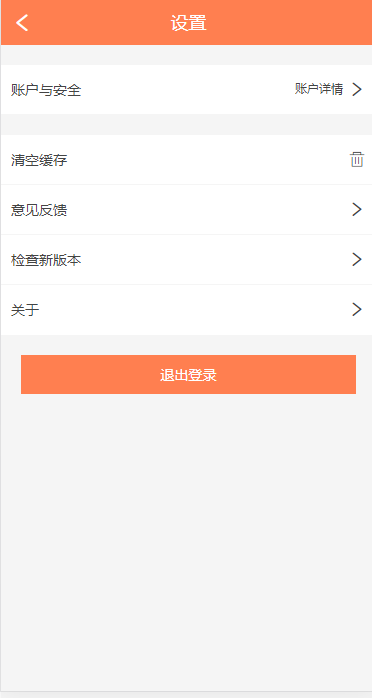 设置
账户与安全 账户详情
清空缓存
意见反馈
检查新版本
关于
退出登录